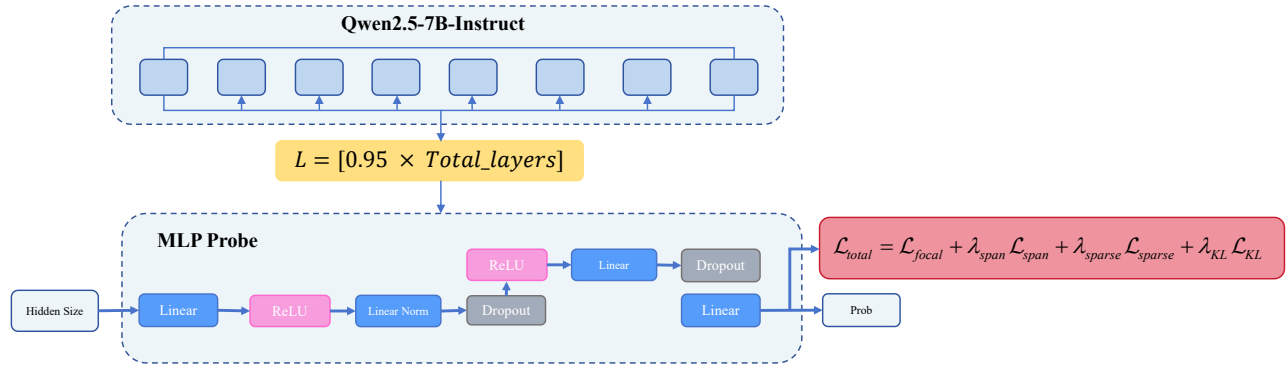 Qwen2.5-7B-Instruct
L = [0.95 × Total_layers]
MLP Probe
ReLU
Linear
Dropout
Hidden Size
Linear
ReLU
Linear Norm
Dropout
Linear
Prob
ℒ_total = ℒ_focal + λ_span ℒ_span + λ_sparse ℒ_sparse + λ_KL ℒ_KL